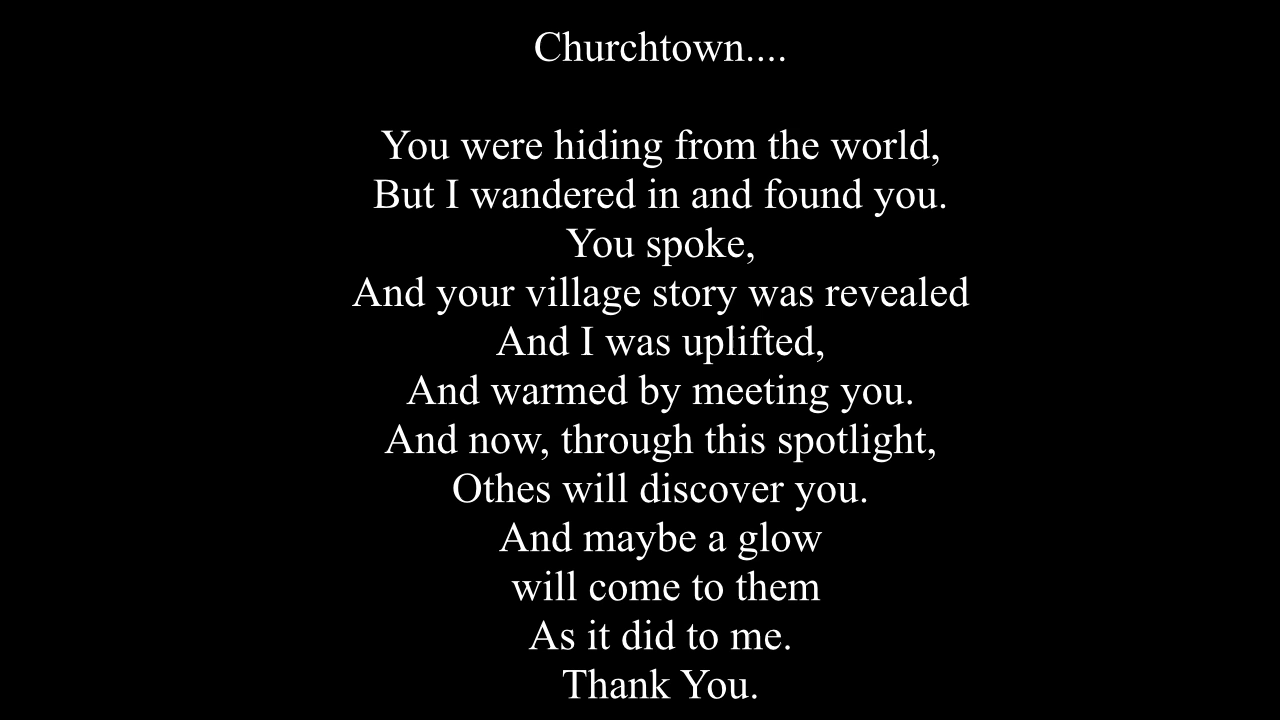 Churchtown....
You were hiding from the world,
But I wandered in and found you.
You spoke,
And your village story was revealed
And I was uplifted,
And warmed by meeting you.
And now, through this spotlight,
Othes will discover you.
And maybe a glow
will come to them
As it did to me.
Thank You.